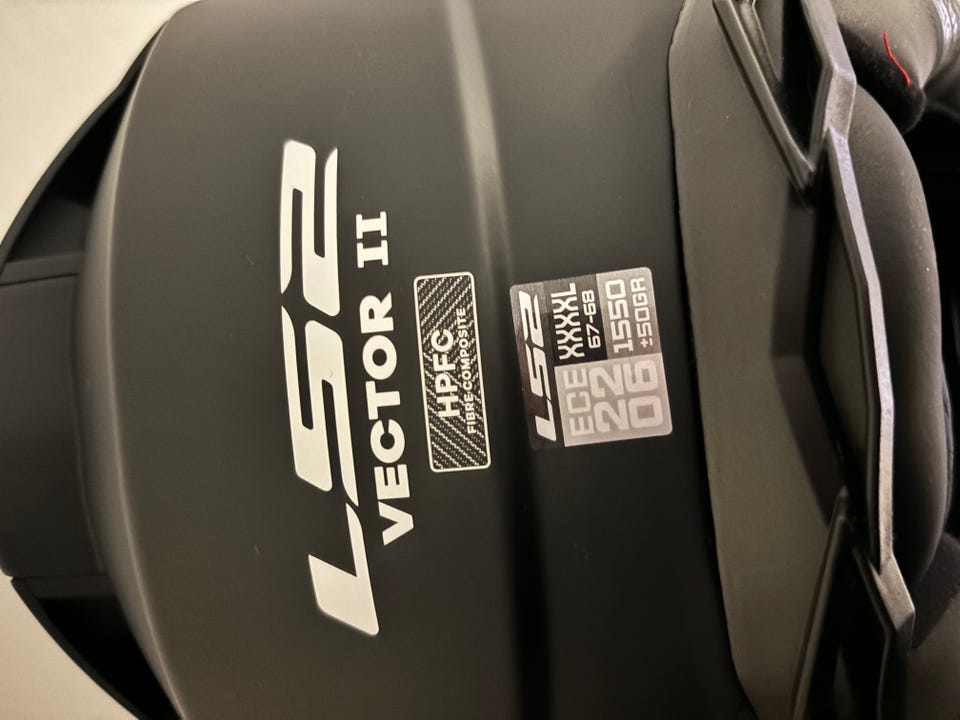 LS2
VECTOR II
HPFC
FIBRE COMPOSITE
LS2
ECE
22
06
XXXXL
67-68
1550
±50GR